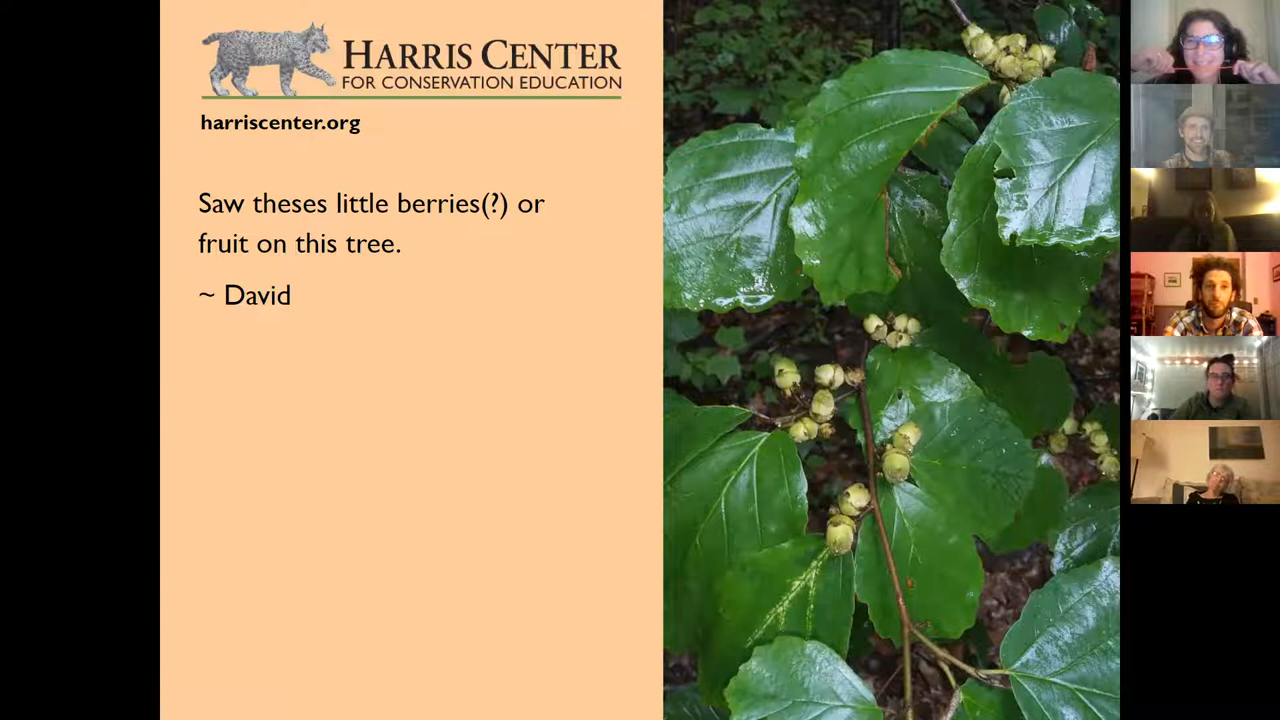 HARRIS CENTER
FOR CONSERVATION EDUCATION
harriscenter.org
Saw theses little berries(?) or
fruit on this tree.
~ David